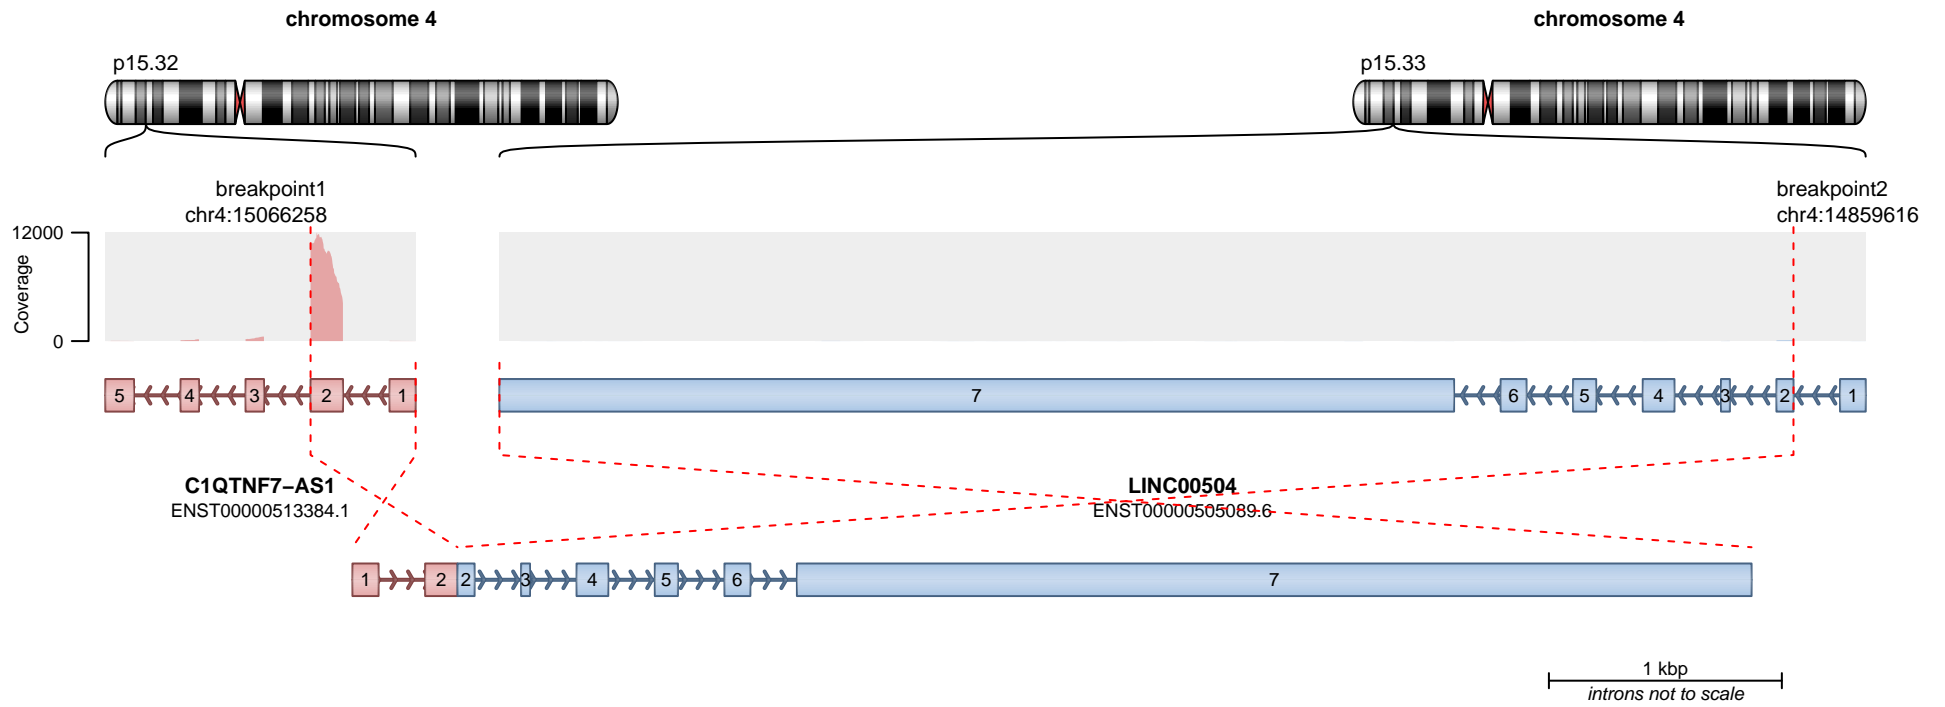 chromosome 4
chromosome 4
p15.32
p15.33
breakpoint1
chr4:15066258
breakpoint2
chr4:14859616
12000
Coverage
0
5 4 3 2 1
7 6 5 4 3 2 1
C1QTNF7−AS1
ENST00000513384.1
LINC00504
ENST00000505089.6
1 2 2 3 4 5 6 7
1 kbp
introns not to scale